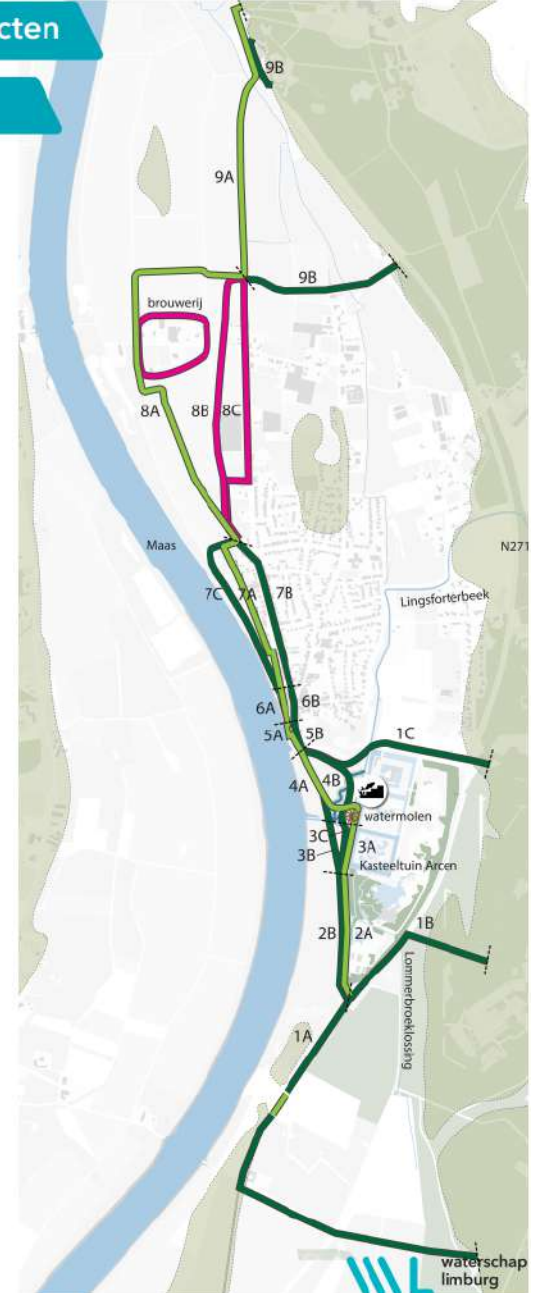 cten
9B
9A
9B
brouwerij
8A
8B
8C
Maas
N271
7C
7A
7B
Lingsforterbeek
6A
6B
5A
5B
1C
4A
4B
watermolen
3C
3A
3B
Kasteeltuin Arcen
2B
2A
1B
Lommerbroeklossing
1A
waterschap
limburg